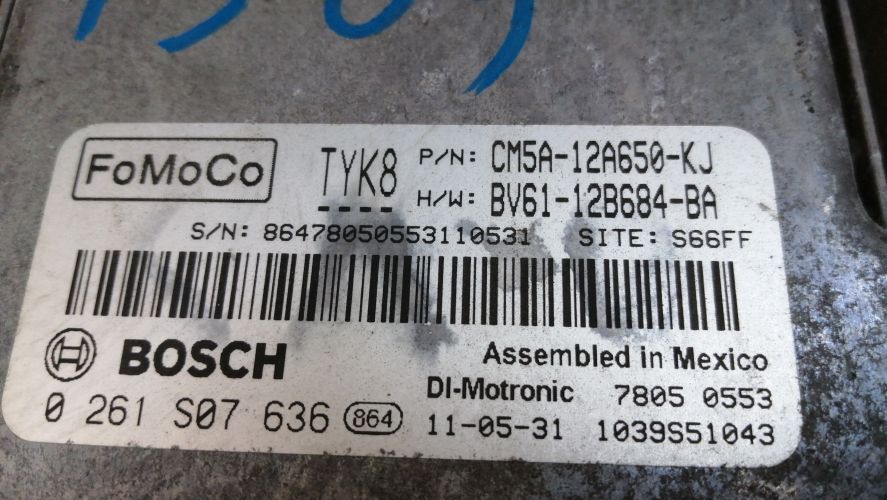 FoMoCo TYK8 P/N: CM5A-12A650-KJ
---- H/W: BV61-12B684-BA
S/N: 86478050553110531 SITE: S66FF
BOSCH Assembled in Mexico
DI-Motronic 7805 0553
0 261 S07 636 864 11-05-31 1039S51043